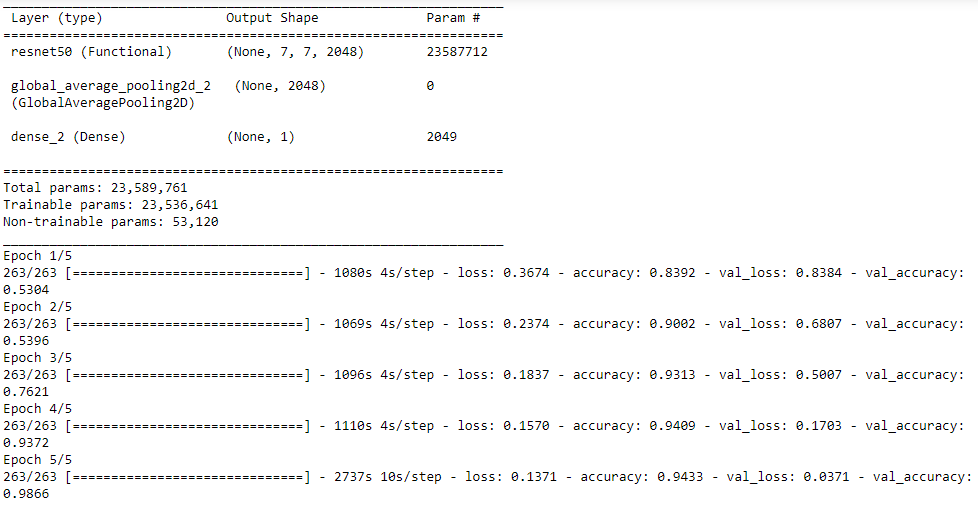 _________________________________________________________________
Layer (type)                Output Shape              Param #
=================================================================
resnet50 (Functional)       (None, 7, 7, 2048)        23587712
global_average_pooling2d_2   (None, 2048)             0
(GlobalAveragePooling2D)
dense_2 (Dense)             (None, 1)                 2049
=================================================================
Total params: 23,589,761
Trainable params: 23,536,641
Non-trainable params: 53,120
_________________________________________________________________
Epoch 1/5
263/263 [==============================] - 1080s 4s/step - loss: 0.3674 - accuracy: 0.8392 - val_loss: 0.8384 - val_accuracy:
0.5304
Epoch 2/5
263/263 [==============================] - 1069s 4s/step - loss: 0.2374 - accuracy: 0.9002 - val_loss: 0.6807 - val_accuracy:
0.5396
Epoch 3/5
263/263 [==============================] - 1096s 4s/step - loss: 0.1837 - accuracy: 0.9313 - val_loss: 0.5007 - val_accuracy:
0.7621
Epoch 4/5
263/263 [==============================] - 1110s 4s/step - loss: 0.1570 - accuracy: 0.9409 - val_loss: 0.1703 - val_accuracy:
0.9372
Epoch 5/5
263/263 [==============================] - 2737s 10s/step - loss: 0.1371 - accuracy: 0.9433 - val_loss: 0.0371 - val_accuracy:
0.9866